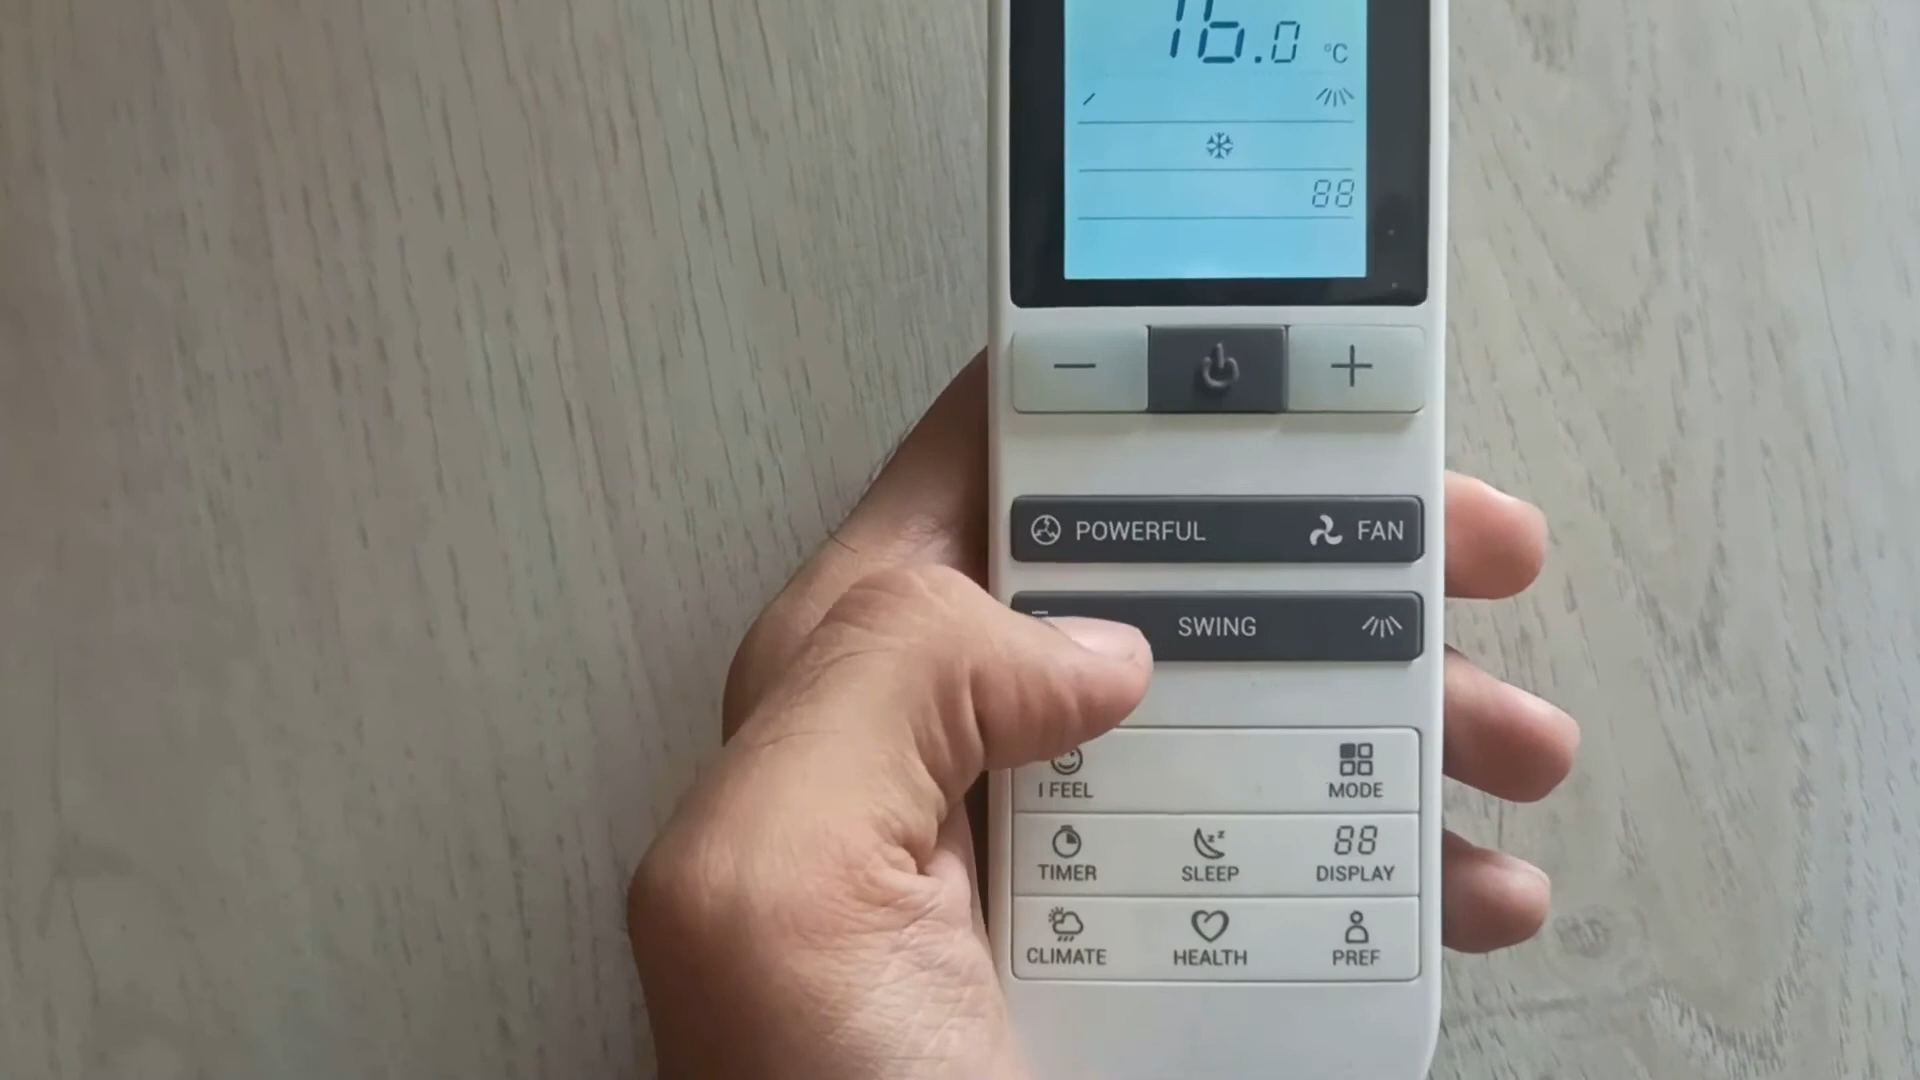 16.0 °C
88
POWERFUL FAN
SWING
I FEEL MODE
88
TIMER SLEEP DISPLAY
CLIMATE HEALTH PREF